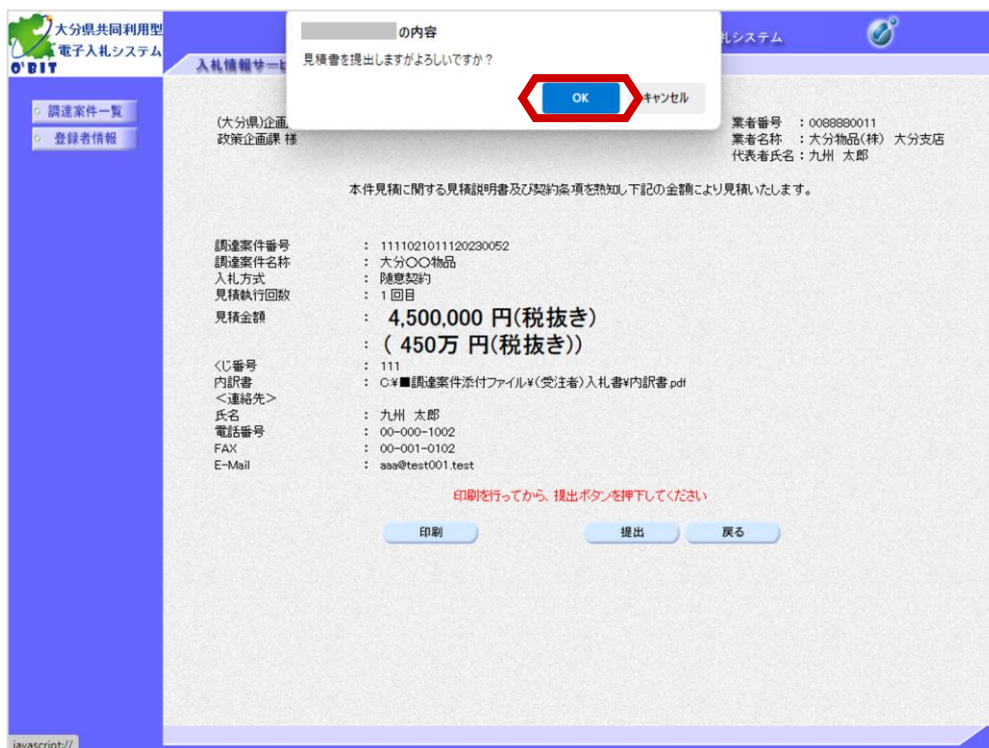 大分県共同利用型
電子入札システム
O'BIT
の内容
見積書を提出しますがよろしいですか？
OK
キャンセル
札システム
入札情報サービ
調達案件一覧
登録者情報
(大分県)企画
政策企画課 様
業者番号 ：0088880011
業者名称 ：大分物品(株) 大分支店
代表者氏名：九州 太郎
本件見積に関する見積説明書及び契約条項を熟知し下記の金額により見積いたします。
調達案件番号 ： 1111021011120230052
調達案件名称 ： 大分〇〇物品
入札方式 ： 随意契約
見積執行回数 ： 1回目
見積金額 ： 4,500,000 円(税抜き)
： ( 450万 円(税抜き))
くじ番号 ： 111
内訳書 ： C:¥■調達案件添付ファイル¥(受注者)入札書¥内訳書.pdf
＜連絡先＞
氏名 ： 九州 太郎
電話番号 ： 00-000-1002
FAX ： 00-001-0102
E-Mail ： aaa@test001.test
印刷を行ってから、提出ボタンを押下してください
印刷
提出
戻る
javascript://